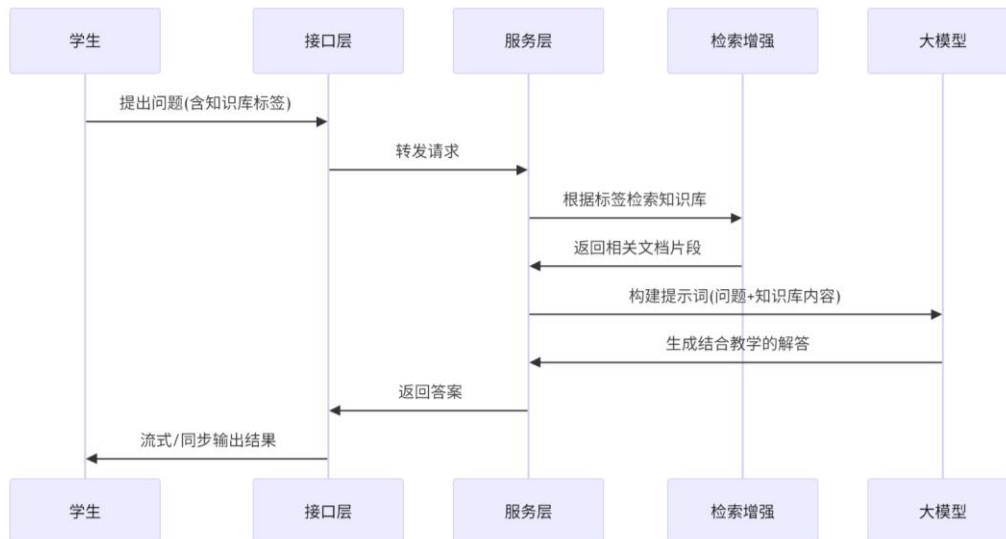 学生
接口层
服务层
检索增强
大模型
提出问题(含知识库标签)
转发请求
根据标签检索知识库
返回相关文档片段
构建提示词(问题+知识库内容)
生成结合教学的解答
返回答案
流式/同步输出结果
学生
接口层
服务层
检索增强
大模型